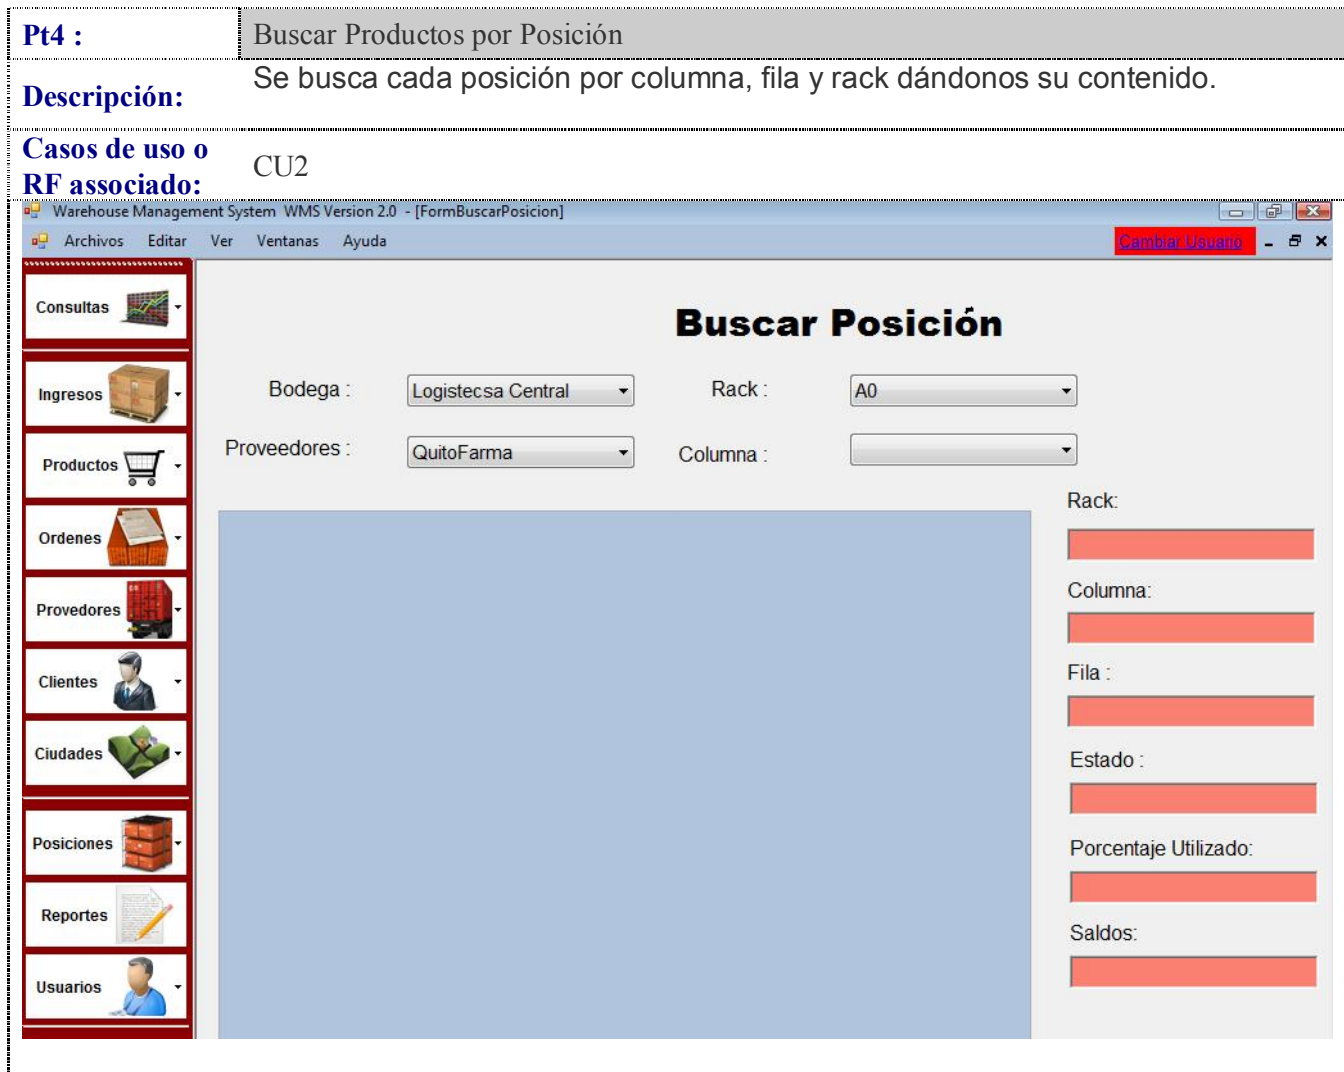 Pt4 : Buscar Productos por Posición
Descripción: Se busca cada posición por columna, fila y rack dándonos su contenido.
Casos de uso o
RF associado: CU2
Warehouse Management System WMS Version 2.0 - [FormBuscarPosicion]
Archivos Editar Ver Ventanas Ayuda Cambiar Usuario
Consultas
Ingresos
Productos
Ordenes
Provedores
Clientes
Ciudades
Posiciones
Reportes
Usuarios
Buscar Posición
Bodega : Logistecsa Central Rack : A0
Proveedores : QuitoFarma Columna :
Rack:
Columna:
Fila :
Estado :
Porcentaje Utilizado:
Saldos: